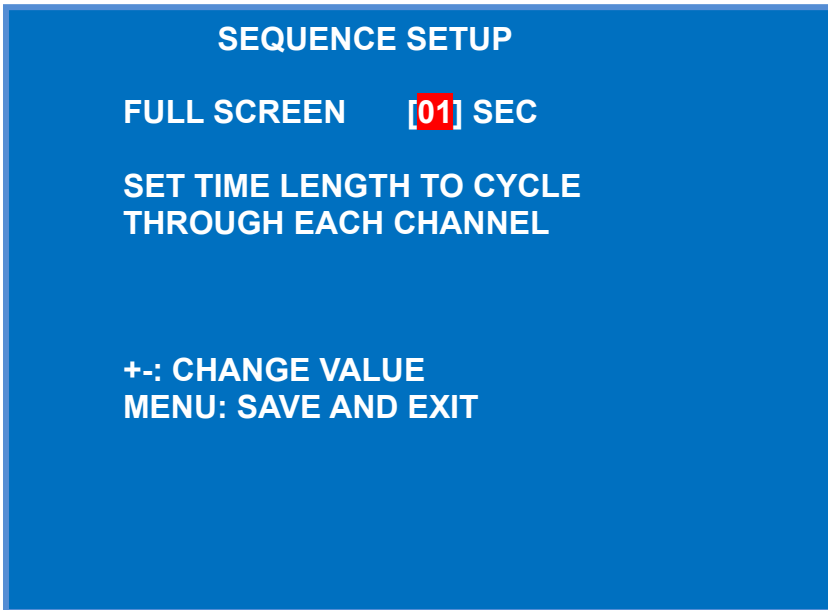 SEQUENCE SETUP
FULL SCREEN [01] SEC
SET TIME LENGTH TO CYCLE
THROUGH EACH CHANNEL
+-: CHANGE VALUE
MENU: SAVE AND EXIT